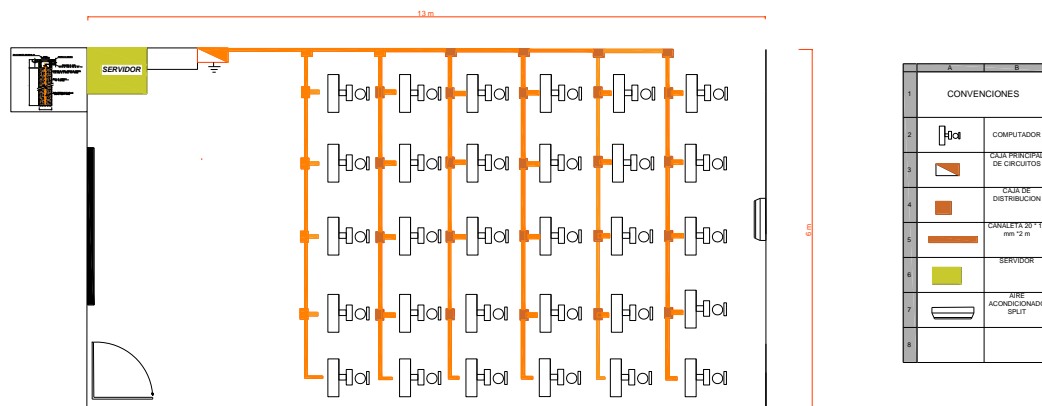 13 m
SERVIDOR
6 m
A B
1 CONVENCIONES
2 COMPUTADOR
3 CAJA PRINCIPAL
DE CIRCUITOS
4 CAJA DE
DISTRIBUCION
5 CANALETA 20 * 1
mm *2 m
6 SERVIDOR
7 AIRE
ACONDICIONADO
SPLIT
8